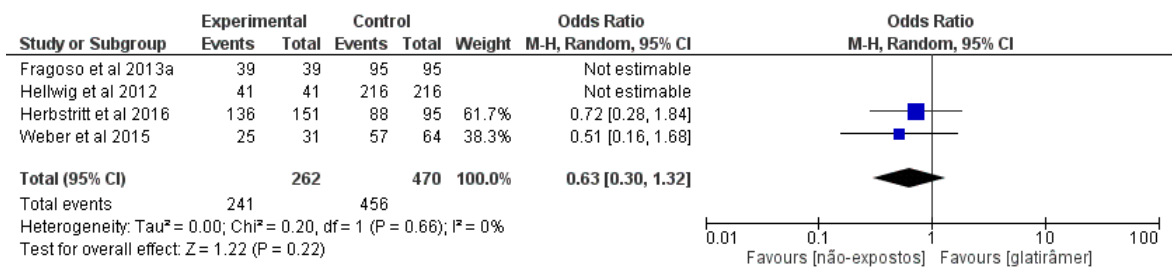 Experimental Control Odds Ratio Odds Ratio
Study or Subgroup Events Total Events Total Weight M-H, Random, 95% CI M-H, Random, 95% CI
Fragoso et al 2013a 39 39 95 95 Not estimable
Hellwig et al 2012 41 41 216 216 Not estimable
Herbstritt et al 2016 136 151 88 95 61.7% 0.72 [0.28, 1.84]
Weber et al 2015 25 31 57 64 38.3% 0.51 [0.16, 1.68]
Total (95% CI) 262 470 100.0% 0.63 [0.30, 1.32]
Total events 241 456
Heterogeneity: Tau² = 0.00; Chi² = 0.20, df = 1 (P = 0.66); I² = 0%
Test for overall effect: Z = 1.22 (P = 0.22)
0.01 0.1 1 10 100
Favours [não-expostos] Favours [glatirâmer]